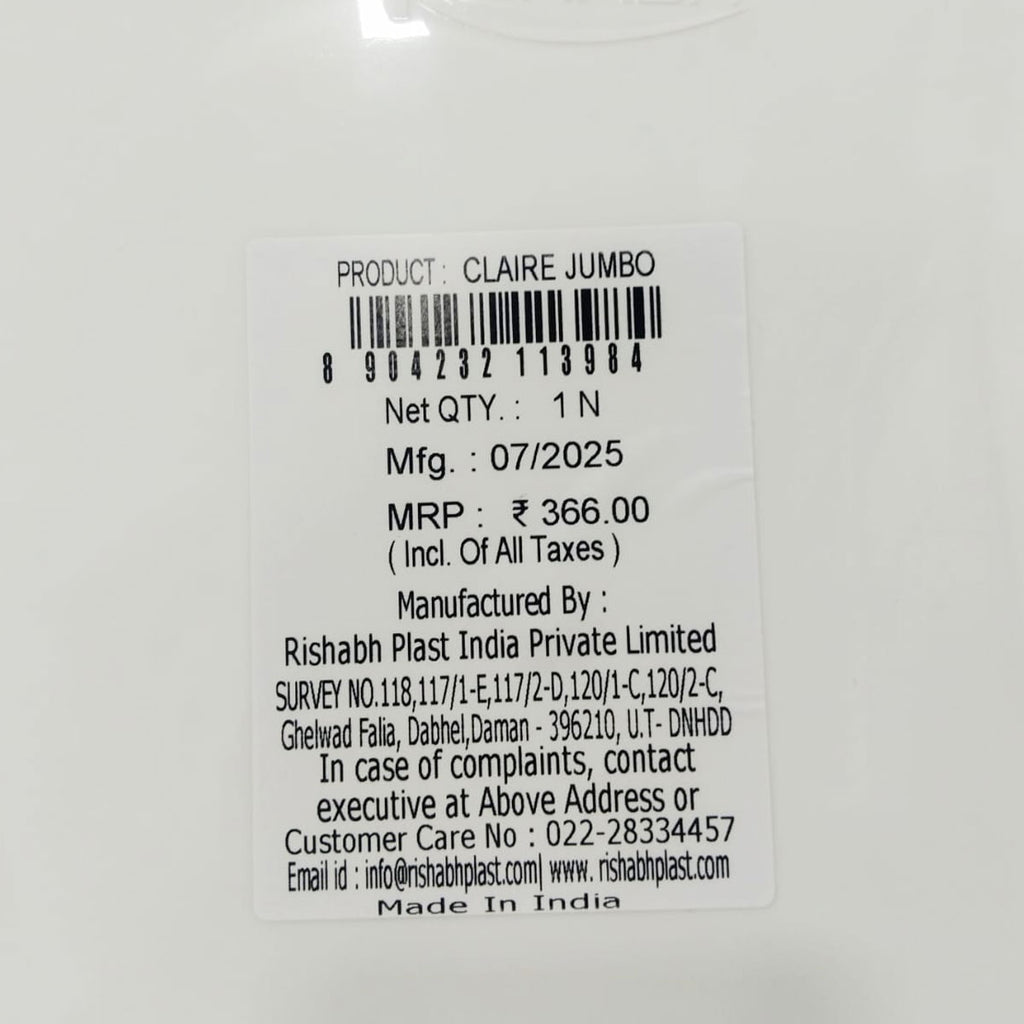 PRODUCT : CLAIRE JUMBO
8 904232 113984
Net QTY. : 1 N
Mfg. : 07/2025
MRP : ₹ 366.00
( Incl. Of All Taxes )
Manufactured By :
Rishabh Plast India Private Limited
SURVEY NO.118,117/1-E,117/2-D,120/1-C,120/2-C,
Ghelwad Falia, Dabhel,Daman - 396210, U.T- DNHDD
In case of complaints, contact
executive at Above Address or
Customer Care No : 022-28334457
Email id : info@rishabhplast.com| www. rishabhplast.com
Made In India